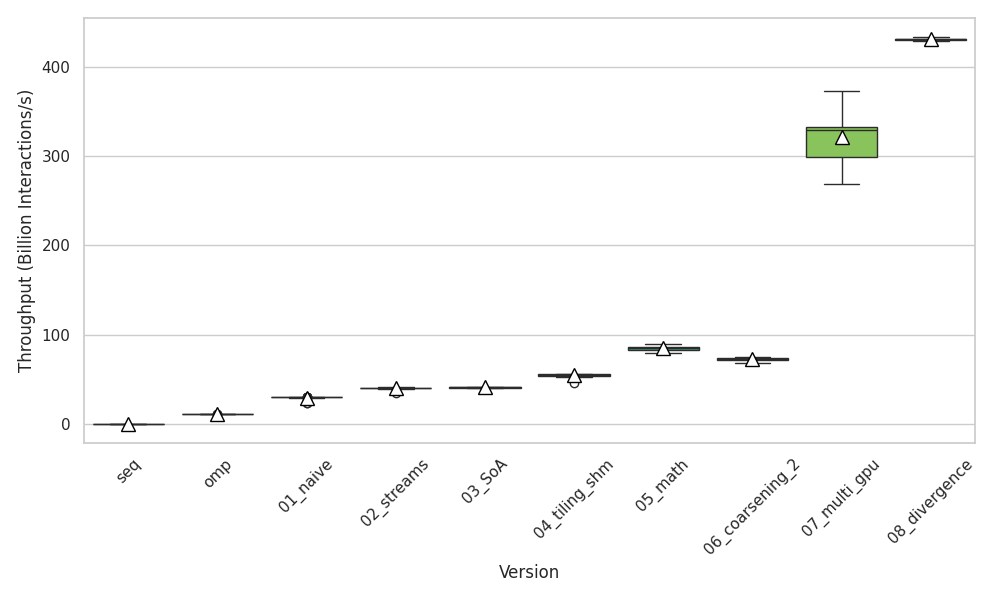 Throughput (Billion Interactions/s)
400
300
200
100
0
seq
omp
01_naive
02_streams
03_SoA
04_tiling_shm
05_math
06_coarsening_2
07_multi_gpu
08_divergence
Version